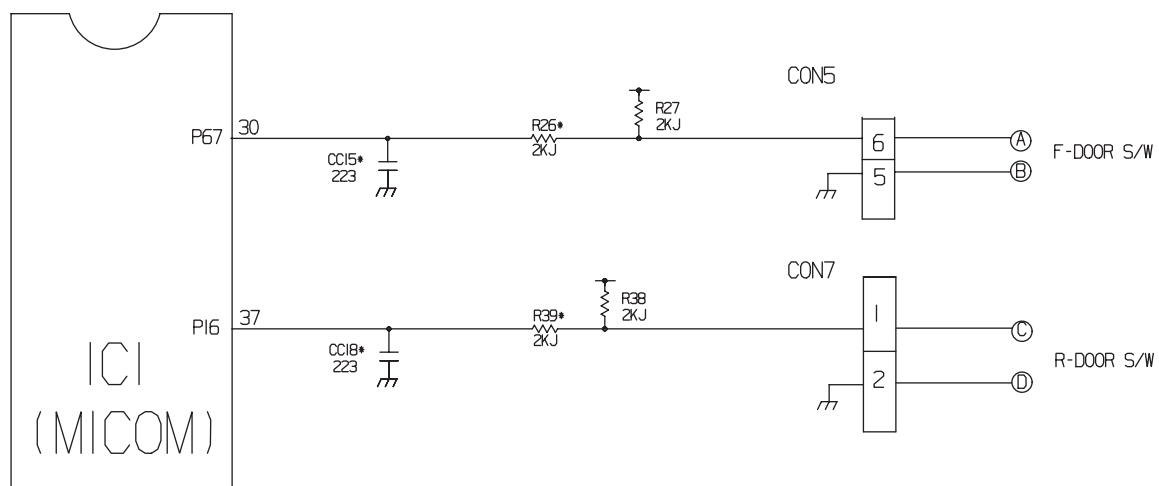 CON5
R27
2KJ
P67
30
R26*
2KJ
CC15*
223
6
5
A
B
F-DOOR S/W
CON7
R38
2KJ
P16
37
R39*
2KJ
CC18*
223
1
2
C
D
R-DOOR S/W
IC1
(MICOM)